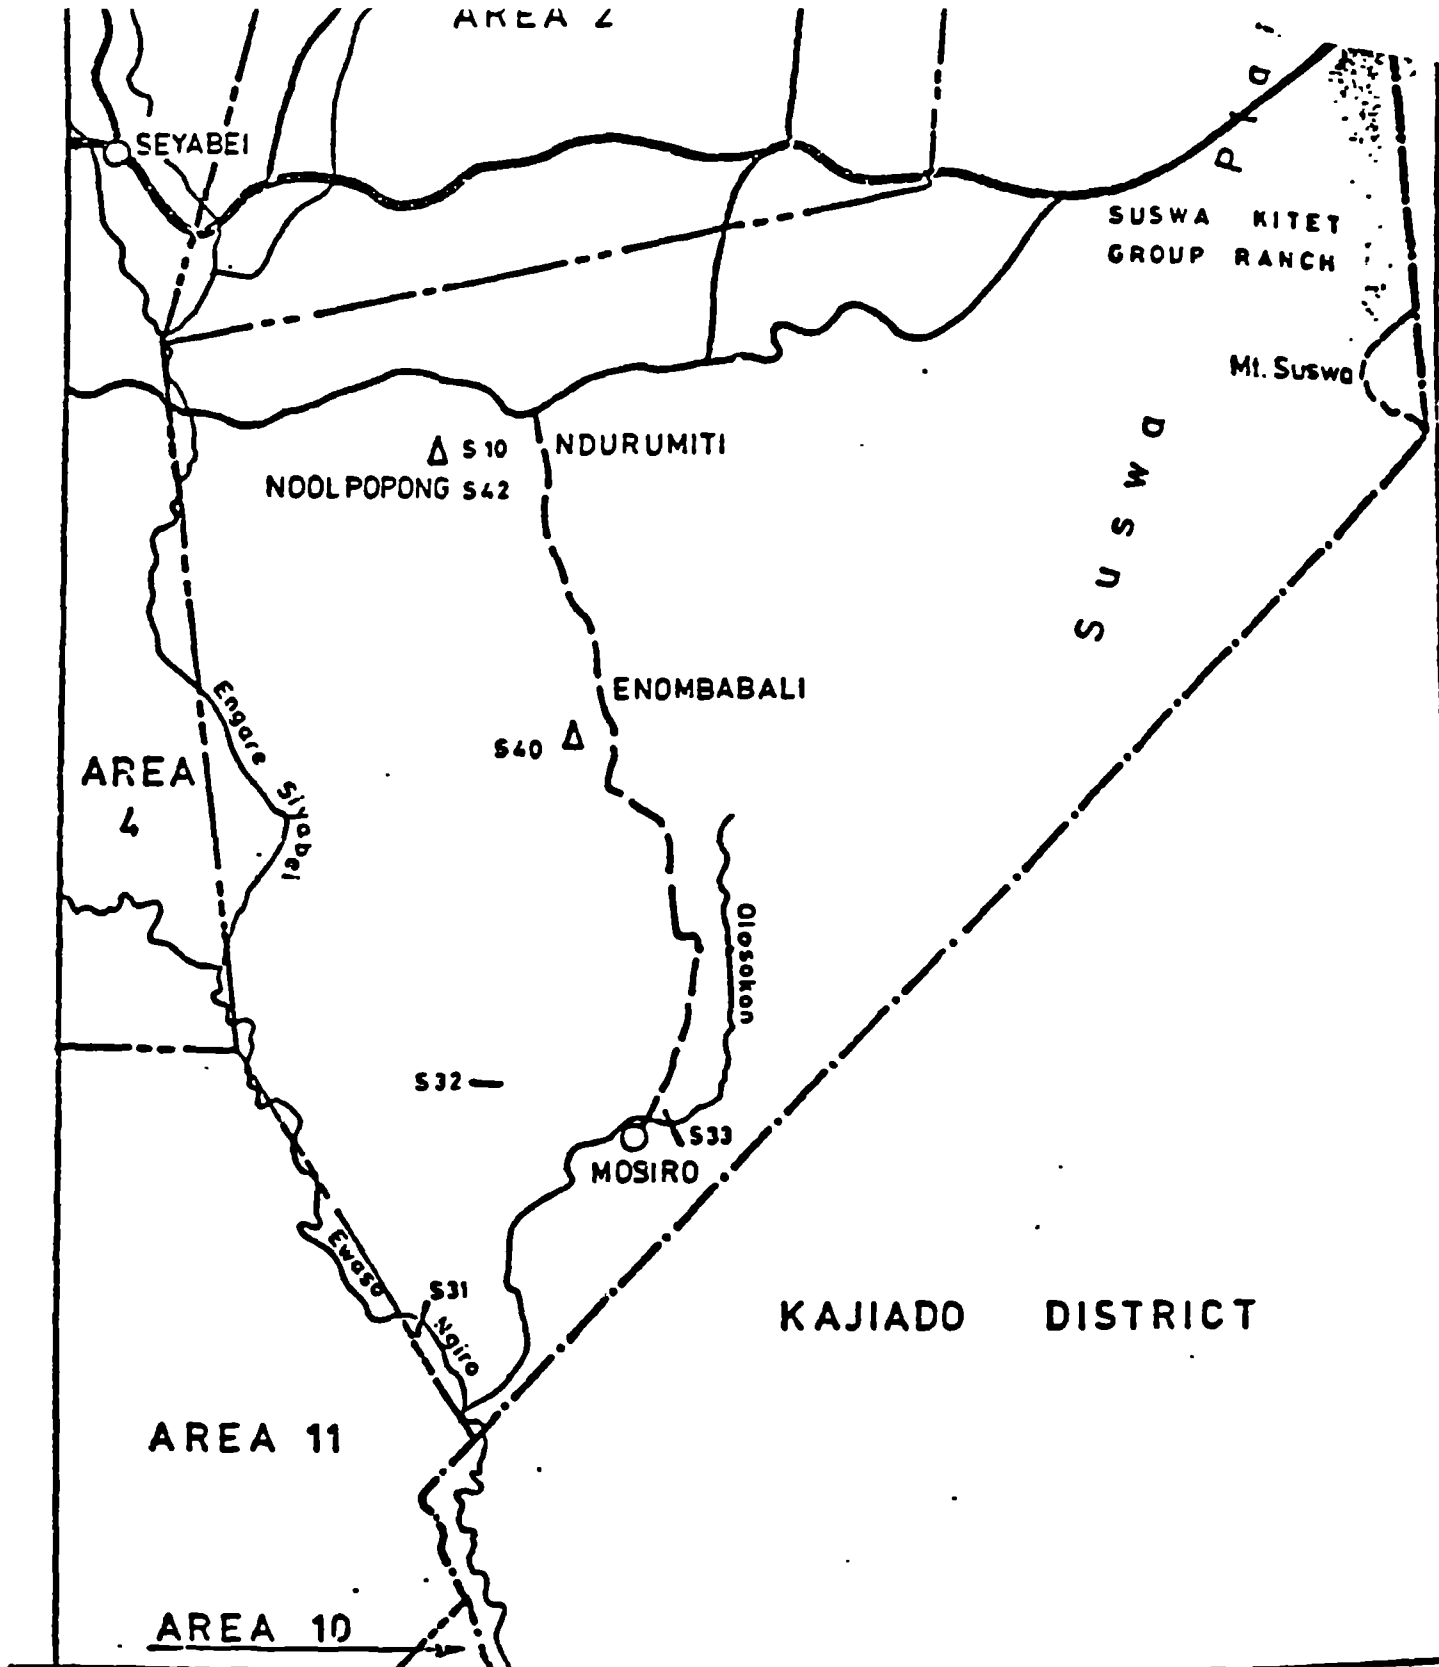 AREA 2
SEYABEI
SUSWA KITET
GROUP RANCH
Mt. Suswa
S10
NDURUMITI
NOOLPOPONG S42
Suswa
ENOMBABALI
S40
Engare Siyabei
AREA
4
Olosokon
S32
S33
MOSIRO
Ewaso Ngiro
S31
KAJIADO DISTRICT
AREA 11
AREA 10